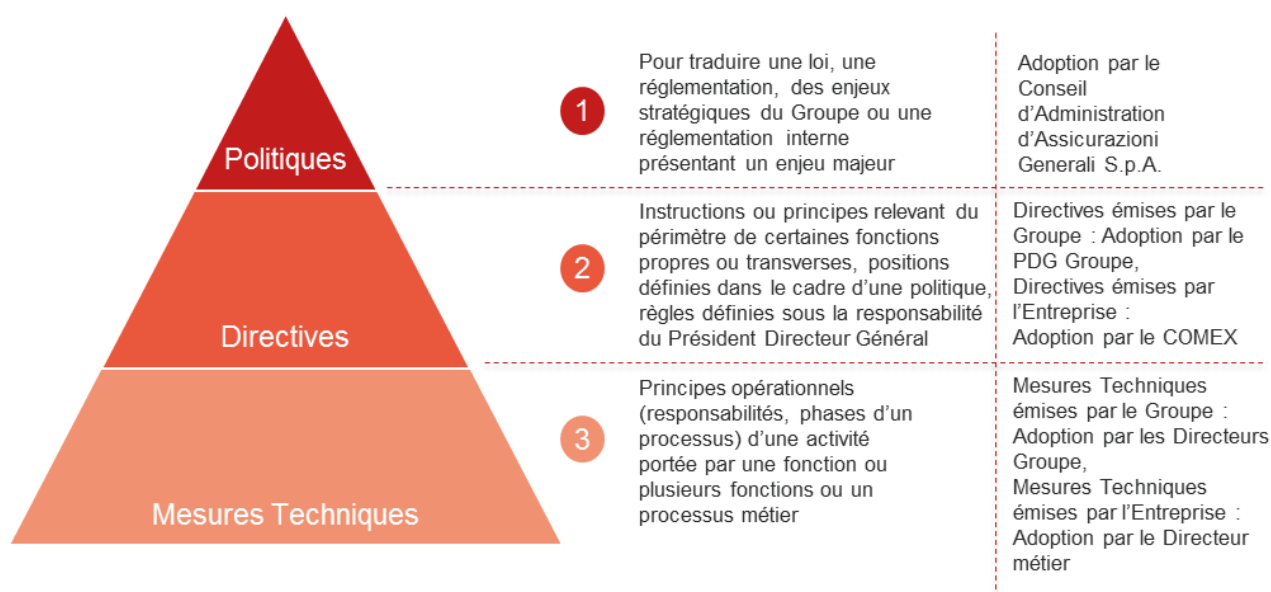 Politiques
1
Pour traduire une loi, une
réglementation, des enjeux
stratégiques du Groupe ou une
réglementation interne
présentant un enjeu majeur
Adoption par le
Conseil
d’Administration
d’Assicurazioni
Generali S.p.A.
Directives
2
Instructions ou principes relevant du
périmètre de certaines fonctions
propres ou transverses, positions
définies dans le cadre d’une politique,
règles définies sous la responsabilité
du Président Directeur Général
Directives émises par le
Groupe : Adoption par le
PDG Groupe,
Directives émises par
l’Entreprise :
Adoption par le COMEX
Mesures Techniques
3
Principes opérationnels
(responsabilités, phases d’un
processus) d’une activité
portée par une fonction ou
plusieurs fonctions ou un
processus métier
Mesures Techniques
émises par le Groupe :
Adoption par les Directeurs
Groupe,
Mesures Techniques
émises par l’Entreprise :
Adoption par le Directeur
métier